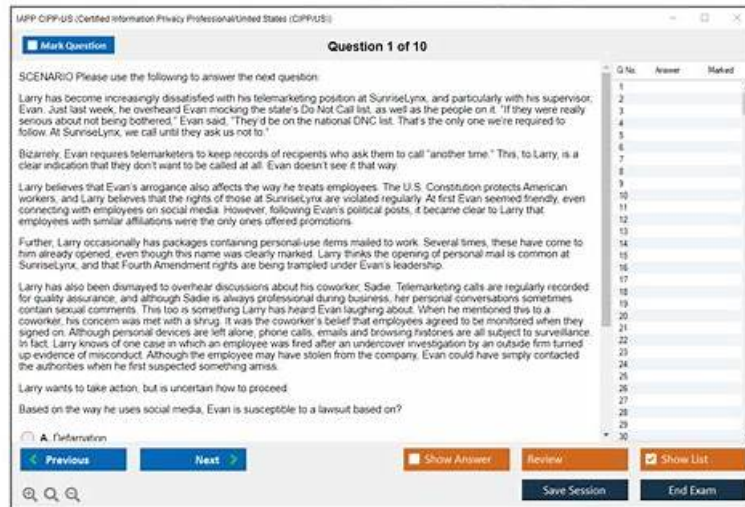 IAPP CIPP-US (Certified Information Privacy Professional/United States (CIPP/US))
Mark Question
Question 1 of 10
SCENARIO Please use the following to answer the next question:
Larry has become increasingly dissatisfied with his telemarketing position at SunriseLynx, and particularly with his supervisor,
Evan. Just last week, he overheard Evan mocking the state's Do Not Call list, as well as the people on it. "If they were really
serious about not being bothered," Evan said, "They'd be on the national DNC list. That's the only one we're required to
follow. At SunriseLynx, we call until they ask us not to."
Bizarrely, Evan requires telemarketers to keep records of recipients who ask them to call "another time." This, to Larry, is a
clear indication that they don't want to be called at all. Evan doesn't see it that way.
Larry believes that Evan's arrogance also affects the way he treats employees. The U.S. Constitution protects American
workers, and Larry believes that the rights of those at SunriseLynx are violated regularly. At first Evan seemed friendly, even
connecting with employees on social media. However, following Evan's political posts, it became clear to Larry that
employees with similar affiliations were the only ones offered promotions.
Further, Larry occasionally has packages containing personal-use items mailed to work. Several times, these have come to
him already opened, even though this name was clearly marked. Larry thinks the opening of personal mail is common at
SunriseLynx, and that Fourth Amendment rights are being trampled under Evan's leadership.
Larry has also been dismayed to overhear discussions about his coworker, Sadie. Telemarketing calls are regularly recorded
for quality assurance, and although Sadie is always professional during business, her personal conversations sometimes
contain sexual comments. This too is something Larry has heard Evan laughing about. When he mentioned this to a
coworker, his concern was met with a shrug. It was the coworker's belief that employees agreed to be monitored when they
signed on. Although personal devices are left alone, phone calls, emails and browsing histories are all subject to surveillance.
In fact, Larry knows of one case in which an employee was fired after an undercover investigation by an outside firm turned
up evidence of misconduct. Although the employee may have stolen from the company, Evan could have simply contacted
the authorities when he first suspected something amiss.
Larry wants to take action, but is uncertain how to proceed.
Based on the way he uses social media, Evan is susceptible to a lawsuit based on?
A. Defamation
Q No. Answer Marked
1
2
3
4
5
6
7
8
9
10
11
12
13
14
15
16
17
18
19
20
21
22
23
24
25
26
27
28
29
30
Previous
Next
Show Answer
Review
Show List
Save Session
End Exam